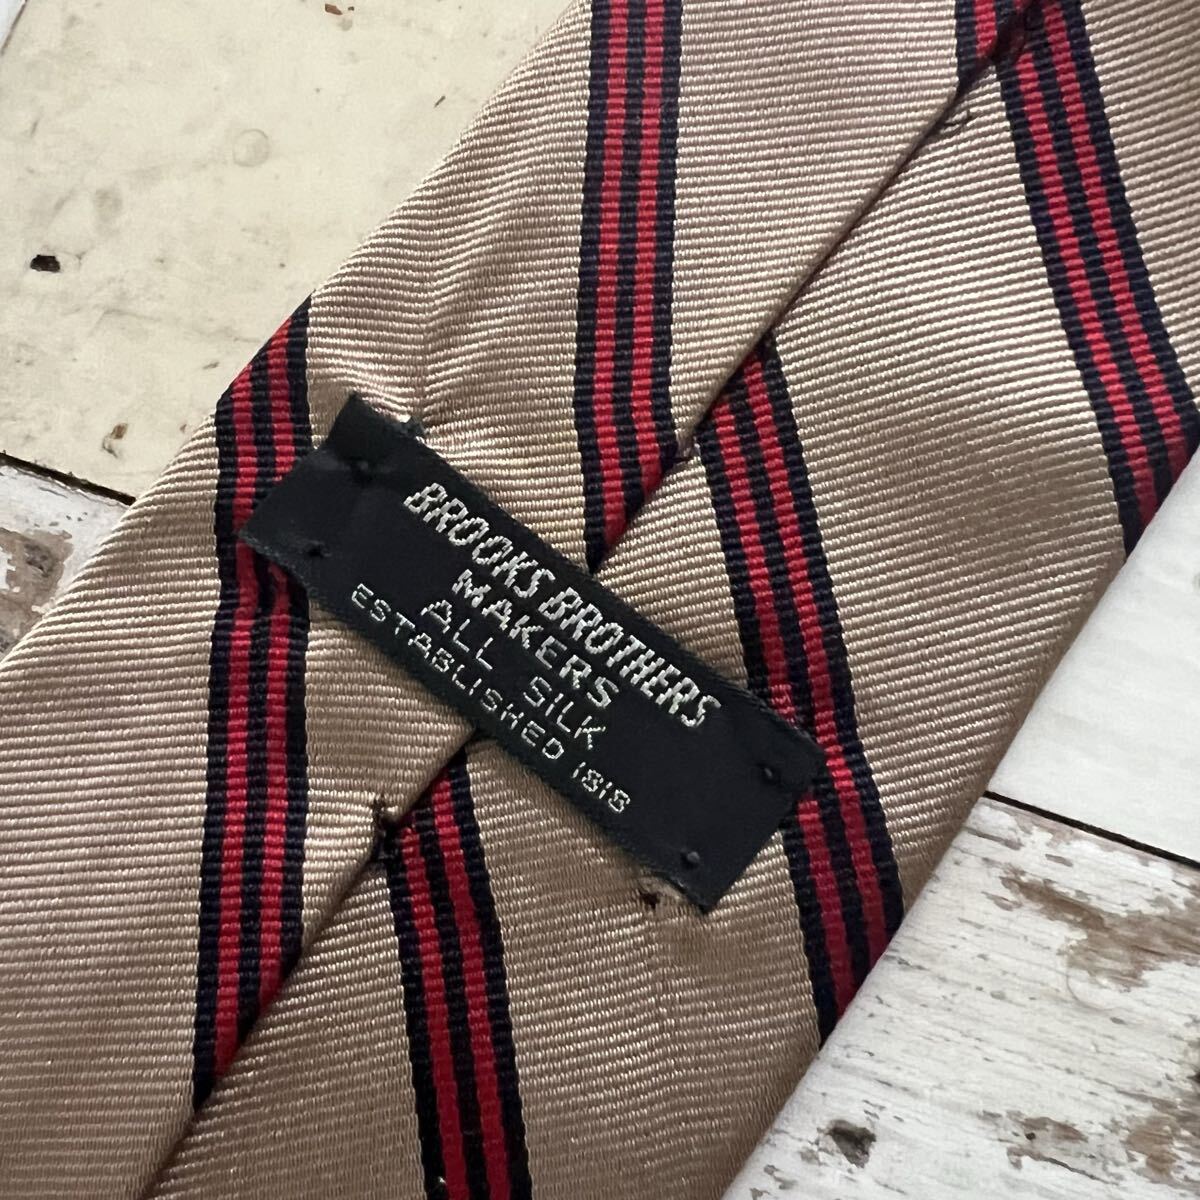 BROOKS BROTHERS
MAKERS
ALL SILK
ESTABLISHED 1818